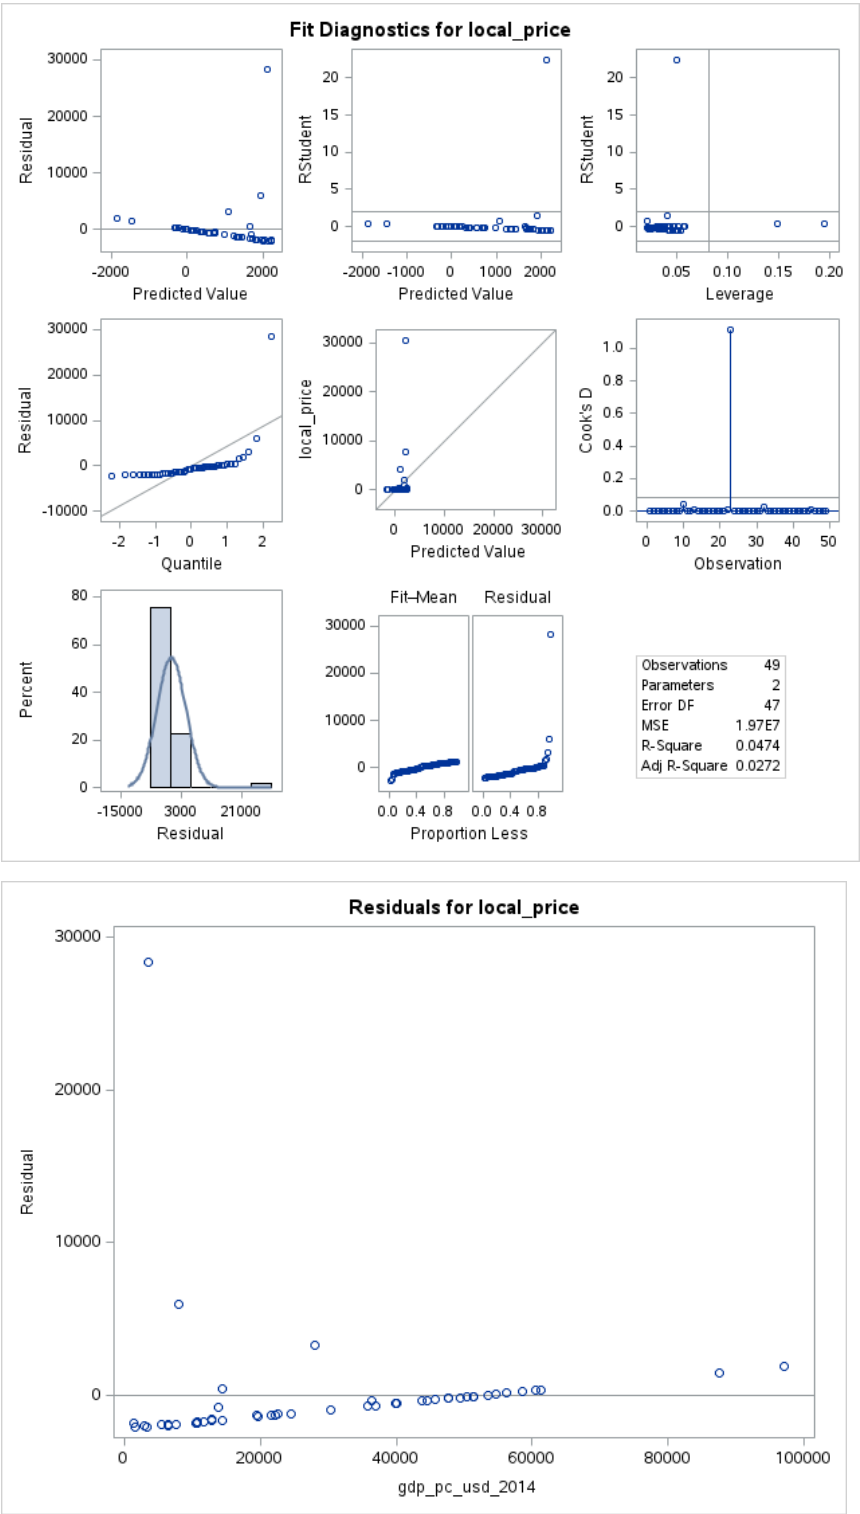 Fit Diagnostics for local_price
30000
20000
10000
0
Residual
-2000 0 2000
Predicted Value
20
15
10
5
0
RStudent
-2000 -1000 0 1000 2000
Predicted Value
20
15
10
5
0
RStudent
0.05 0.10 0.15 0.20
Leverage
30000
20000
10000
0
-10000
Residual
-2 -1 0 1 2
Quantile
30000
20000
10000
0
local_price
0 10000 20000 30000
Predicted Value
1.0
0.8
0.6
0.4
0.2
0.0
Cook's D
0 10 20 30 40 50
Observation
80
60
40
20
0
Percent
-15000 3000 21000
Residual
Fit–Mean Residual
30000
20000
10000
0
0.0 0.4 0.8 0.0 0.4 0.8
Proportion Less
Observations 49
Parameters 2
Error DF 47
MSE 1.97E7
R-Square 0.0474
Adj R-Square 0.0272
Residuals for local_price
30000
20000
10000
0
Residual
0 20000 40000 60000 80000 100000
gdp_pc_usd_2014